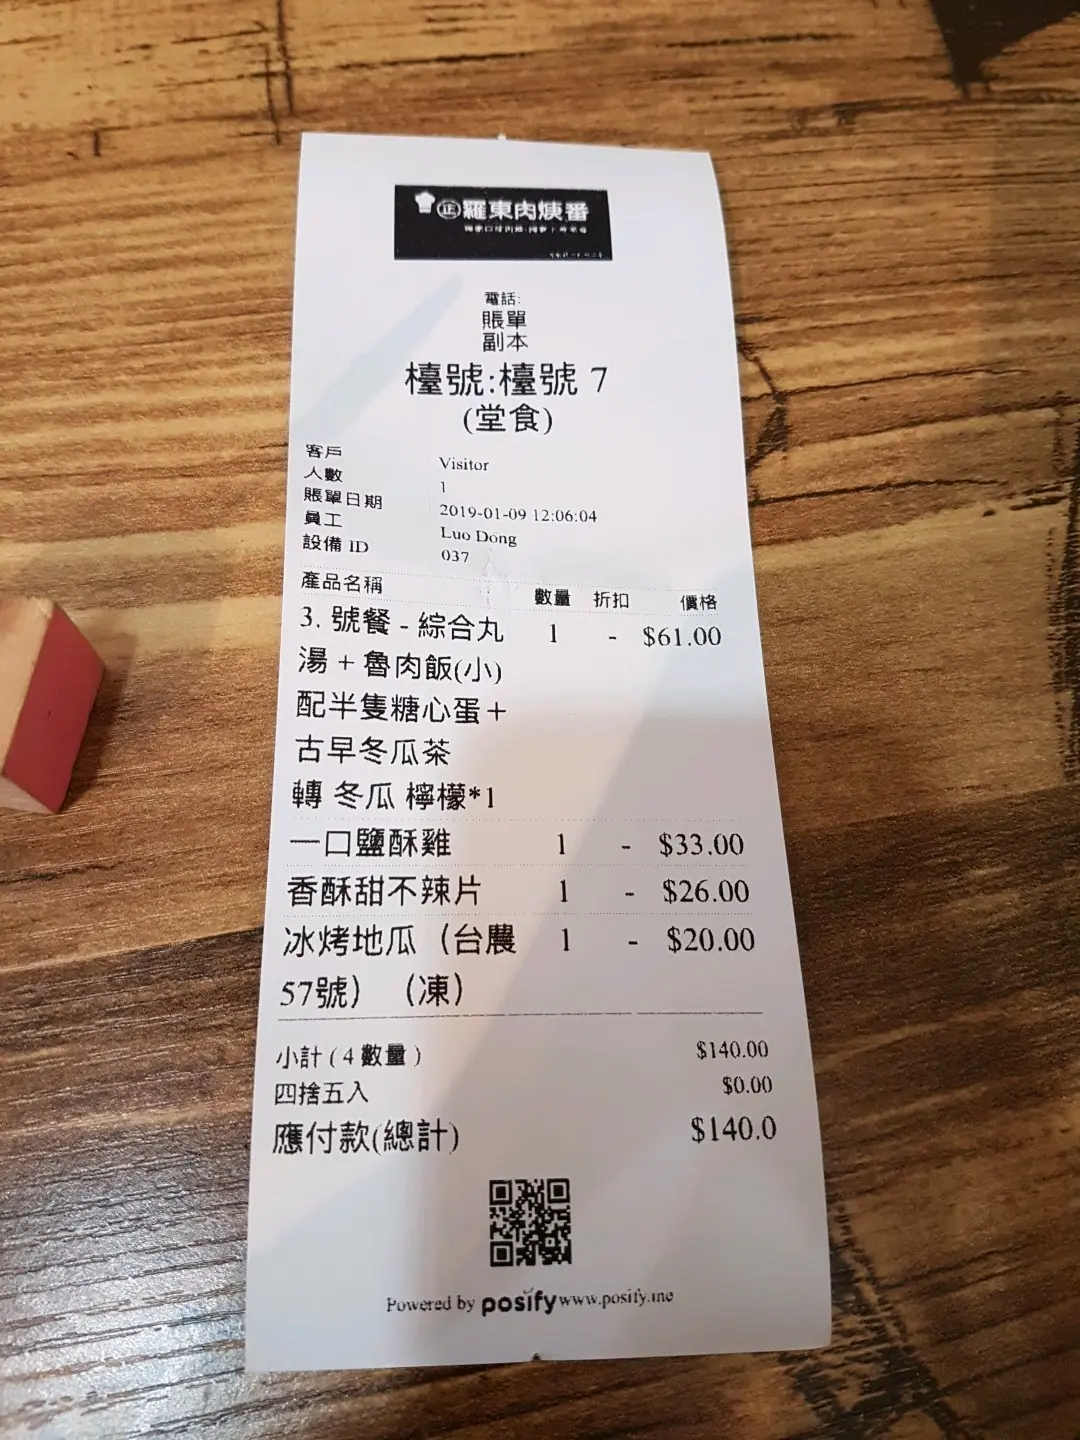 正羅東肉焿番
電話:
賬單
副本
檯號:檯號 7
(堂食)
客戶 Visitor
人數 1
賬單日期 2019-01-09 12:06:04
員工 Luo Dong
設備 ID 037
產品名稱 數量 折扣 價格
3. 號餐 - 綜合丸 1 - $61.00
湯 + 魯肉飯(小)
配半隻糖心蛋+
古早冬瓜茶
轉 冬瓜 檸檬*1
一口鹽酥雞 1 - $33.00
香酥甜不辣片 1 - $26.00
冰烤地瓜（台農 1 - $20.00
57號）（凍）
小計 ( 4 數量 ) $140.00
四捨五入 $0.00
應付款(總計) $140.0
Powered by posify www.posify.me